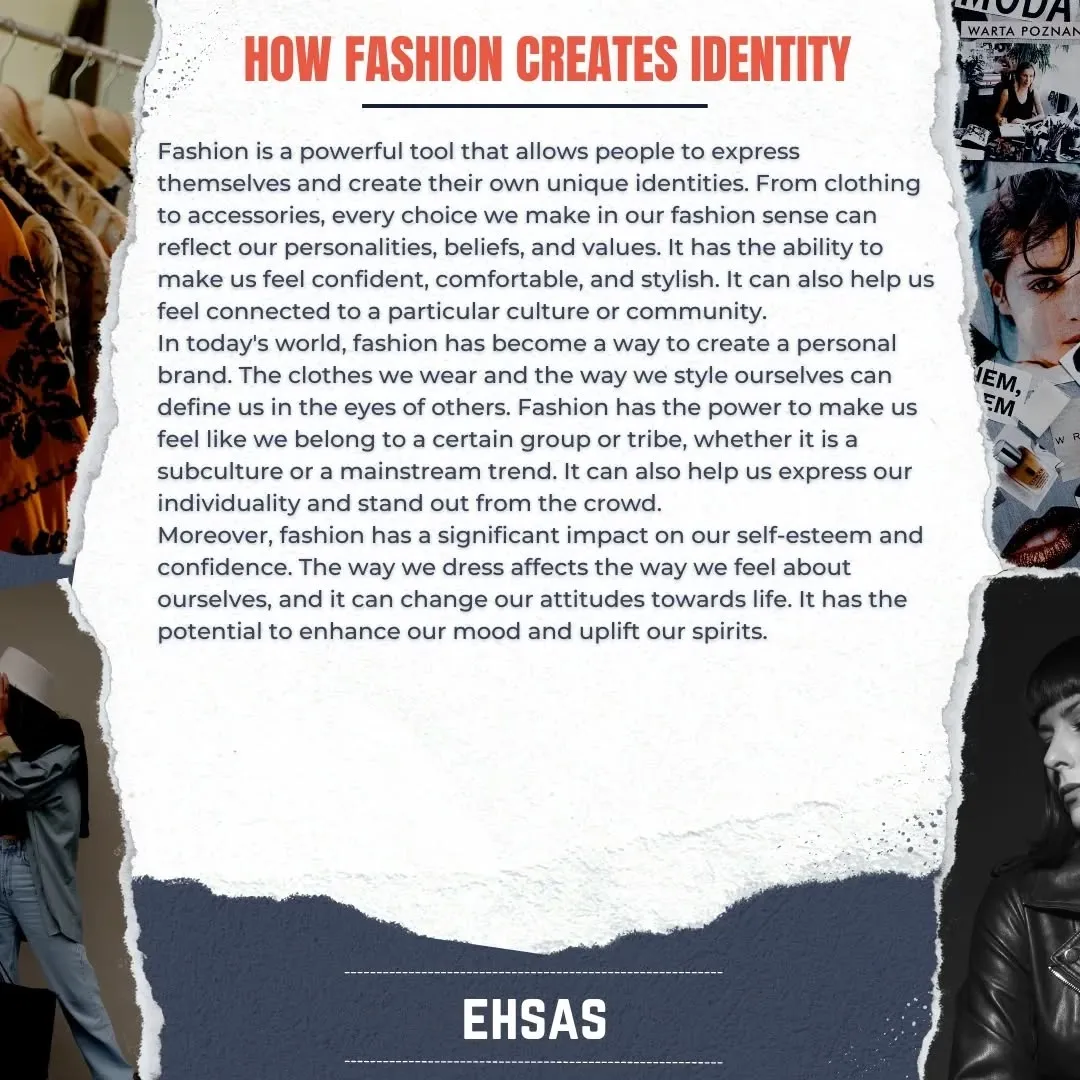 MODA
WARTA POZNAN
HOW FASHION CREATES IDENTITY
Fashion is a powerful tool that allows people to express
themselves and create their own unique identities. From clothing
to accessories, every choice we make in our fashion sense can
reflect our personalities, beliefs, and values. It has the ability to
make us feel confident, comfortable, and stylish. It can also help us
feel connected to a particular culture or community.
In today's world, fashion has become a way to create a personal
brand. The clothes we wear and the way we style ourselves can
define us in the eyes of others. Fashion has the power to make us
feel like we belong to a certain group or tribe, whether it is a
subculture or a mainstream trend. It can also help us express our
individuality and stand out from the crowd.
Moreover, fashion has a significant impact on our self-esteem and
confidence. The way we dress affects the way we feel about
ourselves, and it can change our attitudes towards life. It has the
potential to enhance our mood and uplift our spirits.
EHSAS